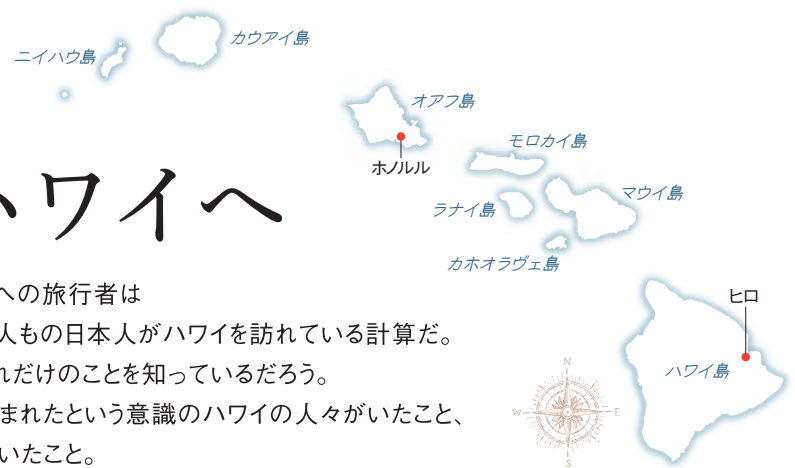 カウアイ島
ニイハウ島
オアフ島
ホノルル
モロカイ島
マウイ島
ラナイ島
カホオラヴェ島
ハワイへ
への旅行者は
人もの日本人がハワイを訪れている計算だ。
れだけのことを知っているだろう。
まれたという意識のハワイの人々がいたこと、
いたこと。
ヒロ
ハワイ島
N
W
E
S